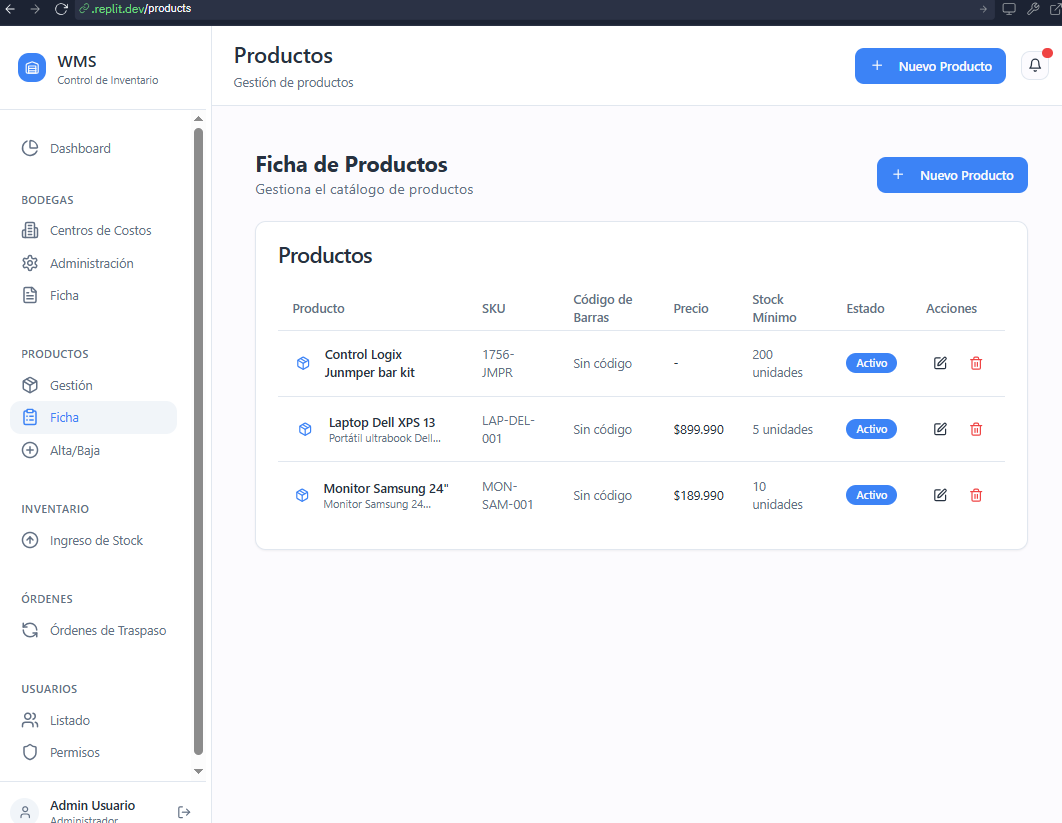 .replit.dev/products
WMS
Control de Inventario
Dashboard
BODEGAS
Centros de Costos
Administración
Ficha
PRODUCTOS
Gestión
Ficha
Alta/Baja
INVENTARIO
Ingreso de Stock
ÓRDENES
Órdenes de Traspaso
USUARIOS
Listado
Permisos
Admin Usuario
Administrador
Productos
Gestión de productos
+ Nuevo Producto
Ficha de Productos
Gestiona el catálogo de productos
+ Nuevo Producto
Productos
Producto SKU Código de Barras Precio Stock Mínimo Estado Acciones
Control Logix Junmper bar kit 1756-JMPR Sin código - 200 unidades Activo
Laptop Dell XPS 13 LAP-DEL-001 Sin código $899.990 5 unidades Activo
Portátil ultrabook Dell...
Monitor Samsung 24" MON-SAM-001 Sin código $189.990 10 unidades Activo
Monitor Samsung 24...